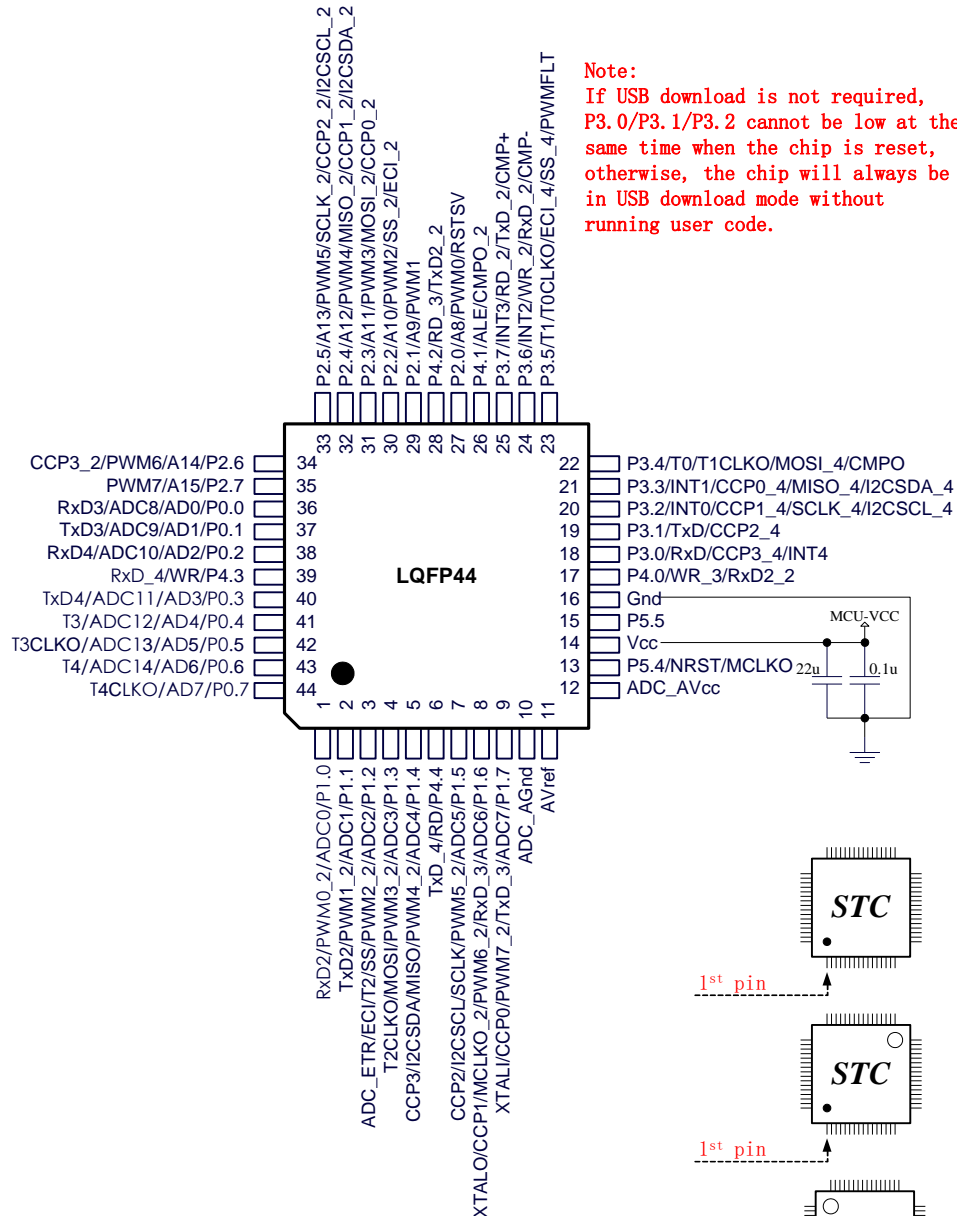 Note:
If USB download is not required,
P3.0/P3.1/P3.2 cannot be low at the
same time when the chip is reset,
otherwise, the chip will always be
in USB download mode without
running user code.
P2.5/A13/PWM5/SCLK_2/CCP2_2/I2CSCL_2
P2.4/A12/PWM4/MISO_2/CCP1_2/I2CSDA_2
P2.3/A11/PWM3/MOSI_2/CCP0_2
P2.2/A10/PWM2/SS_2/ECI_2
P2.1/A9/PWM1
P4.2/RD_3/TxD2_2
P2.0/A8/PWM0/RSTSV
P4.1/ALE/CMPO_2
P3.7/INT3/RD_2/TxD_2/CMP+
P3.6/INT2/WR_2/RxD_2/CMP-
P3.5/T1/T0CLKO/ECI_4/SS_4/PWMFLT
33 32 31 30 29 28 27 26 25 24 23
CCP3_2/PWM6/A14/P2.6 34
PWM7/A15/P2.7 35
RxD3/ADC8/AD0/P0.0 36
TxD3/ADC9/AD1/P0.1 37
RxD4/ADC10/AD2/P0.2 38
RxD_4/WR/P4.3 39
TxD4/ADC11/AD3/P0.3 40
T3/ADC12/AD4/P0.4 41
T3CLKO/ADC13/AD5/P0.5 42
T4/ADC14/AD6/P0.6 43
T4CLKO/AD7/P0.7 44
LQFP44
22 P3.4/T0/T1CLKO/MOSI_4/CMPO
21 P3.3/INT1/CCP0_4/MISO_4/I2CSDA_4
20 P3.2/INT0/CCP1_4/SCLK_4/I2CSCL_4
19 P3.1/TxD/CCP2_4
18 P3.0/RxD/CCP3_4/INT4
17 P4.0/WR_3/RxD2_2
16 Gnd
15 P5.5
14 Vcc
13 P5.4/NRST/MCLKO
12 ADC_AVcc
MCU-VCC
22u 0.1u
1 2 3 4 5 6 7 8 9 10 11
RxD2/PWM0_2/ADC0/P1.0
TxD2/PWM1_2/ADC1/P1.1
ADC_ETR/ECI/T2/SS/PWM2_2/ADC2/P1.2
T2CLKO/MOSI/PWM3_2/ADC3/P1.3
CCP3/I2CSDA/MISO/PWM4_2/ADC4/P1.4
TxD_4/RD/P4.4
CCP2/I2CSCL/SCLK/PWM5_2/ADC5/P1.5
XTALO/CCP1/MCLKO_2/PWM6_2/RxD_3/ADC6/P1.6
XTALI/CCP0/PWM7_2/TxD_3/ADC7/P1.7
ADC_AGnd
AVref
STC
1st pin
STC
1st pin